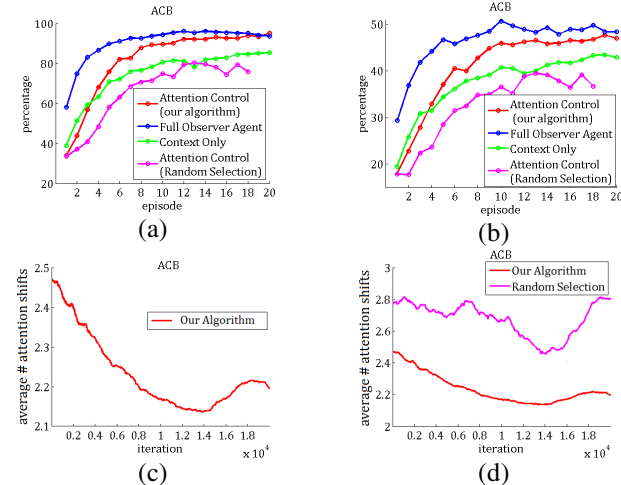 ACB
percentage
100
80
60
40
20
2 4 6 8 10 12 14 16 18 20
episode
Attention Control
(our algorithm)
Full Observer Agent
Context Only
Attention Control
(Random Selection)
(a)
ACB
percentage
50
40
30
20
2 4 6 8 10 12 14 16 18 20
episode
Attention Control
(our algorithm)
Full Observer Agent
Context Only
Attention Control
(Random Selection)
(b)
ACB
average # attention shifts
2.5
2.4
2.3
2.2
2.1
0.2 0.4 0.6 0.8 1.0 1.2 1.4 1.6 1.8
iteration
x 10^4
Our Algorithm
(c)
ACB
average # attention shifts
3
2.8
2.6
2.4
2.2
2
0.2 0.4 0.6 0.8 1.0 1.2 1.4 1.6 1.8
iteration
x 10^4
Our Algorithm
Random Selection
(d)